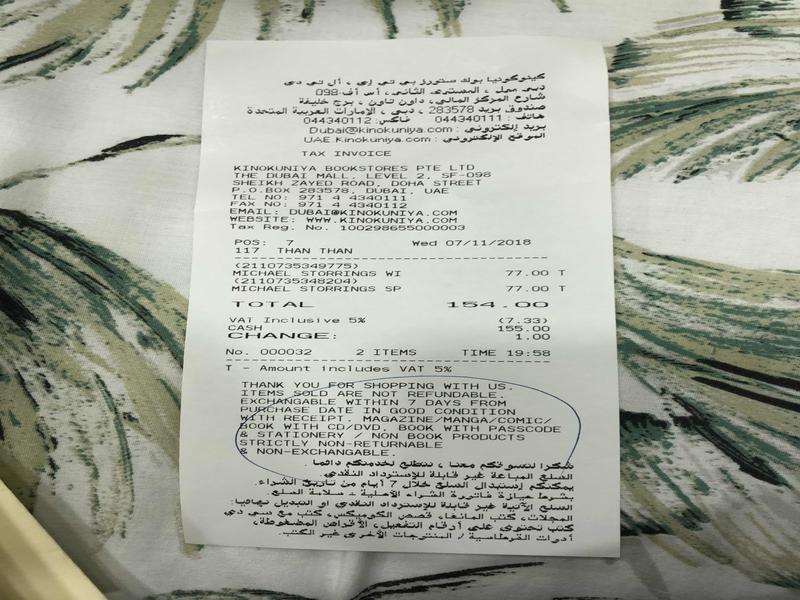 كينوكونيا بوك ستورز بي تي إي ، أل تي دي
دبي مول ، المستوى الثاني، أس أف-098
شارع المركز المالي، داون تاون ، برج خليفة
صندوق بريد 283578 ، دبي ، الإمارات العربية المتحدة
هاتف : 044340111 فاكس: 044340112
بريد إلكتروني : Dubai@kinokuniya.com
الموقع الإلكتروني : UAE.Kinokuniya.com
TAX INVOICE
KINOKUNIYA BOOKSTORES PTE LTD
THE DUBAI MALL. LEVEL 2, SF-098
SHEIKH ZAYED ROAD, DOHA STREET
P.O.BOX 283578, DUBAI, UAE
TEL NO: 971 4 4340111
FAX NO: 971 4 4340112
EMAIL: DUBAI@KINOKUNIYA.COM
WEBSITE: WWW.KINOKUNIYA.COM
Tax Reg. No. 100298655000003
POS: 7 Wed 07/11/2018
117 THAN THAN
(2110735349775)
MICHAEL STORRINGS WI 77.00 T
(2110735348204)
MICHAEL STORRINGS SP 77.00 T
TOTAL 154.00
VAT Inclusive 5% (7.33)
CASH 155.00
CHANGE: 1.00
No. 000032 2 ITEMS TIME 19:58
T - Amount includes VAT 5%
THANK YOU FOR SHOPPING WITH US.
ITEMS SOLD ARE NOT REFUNDABLE.
EXCHANGABLE WITHIN 7 DAYS FROM
PURCHASE DATE IN GOOD CONDITION
WITH RECEIPT. MAGAZINE/MANGA/COMIC/
BOOK WITH CD/DVD, BOOK WITH PASSCODE
& STATIONERY / NON BOOK PRODUCTS
STRICTLY NON-RETURNABLE
& NON-EXCHANGABLE.
شكرا لتسوقكم معنا ، نتطلع لخدمتكم دائما .
السلع المباعة غير قابلة للإسترداد النقدي.
يمكنكم إستبدال السلع خلال 7 أيام من تاريخ الشراء.
بشرط حيازة فاتورة الشراء الأصلية - سلامة السلع.
السلع الآتية غير قابلة للإسترداد النقدي او التبديل نهائيا:
المجلات، كتب المانغا، قصص الكوميكس، كتب مع سي دي
كتب تحتوي على أرقام التفعيل، الأقراص المضغوطة،
أدوات القرطاسية / المنتوجات الأخرى غير الكتب.